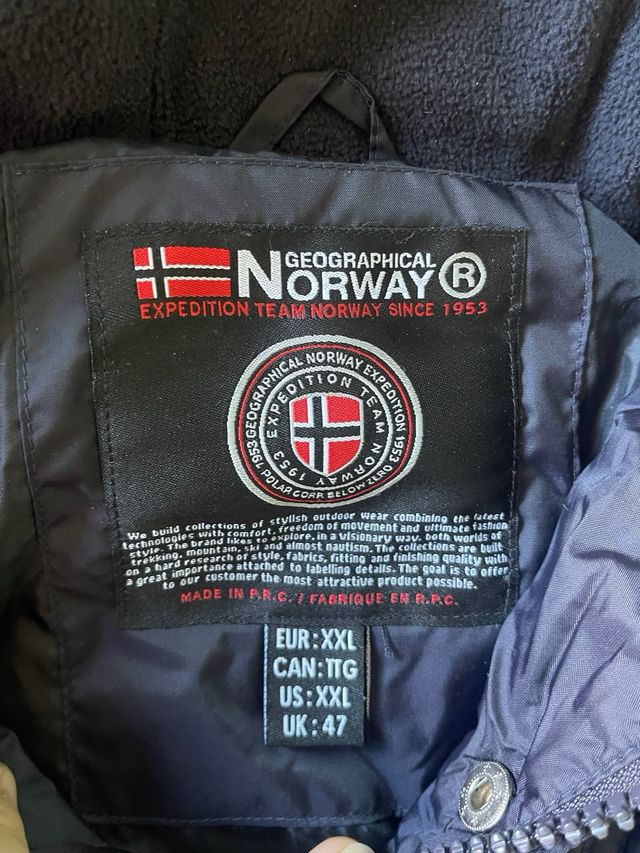 GEOGRAPHICAL
NORWAY ®
EXPEDITION TEAM NORWAY SINCE 1953
GEOGRAPHICAL NORWAY EXPEDITION 1953
1953 POLAR CORP. BELOW ZERO
EXPEDITION TEAM NORWAY 1953
We build collections of stylish outdoor wear combining the latest
technologies with comfort, freedom of movement and ultimate fashion
style. The brand likes to explore, in a visionary way, both worlds of
trekking, mountain, ski and almost nautism. The collections are built
on a hard research of style, fabrics, fitting and finishing quality with
a great importance attached to labelling details. The goal is to offer
to our customer the most attractive product possible.
MADE IN P.R.C. / FABRIQUE EN R.P.C.
EUR:XXL
CAN:TTG
US:XXL
UK:47